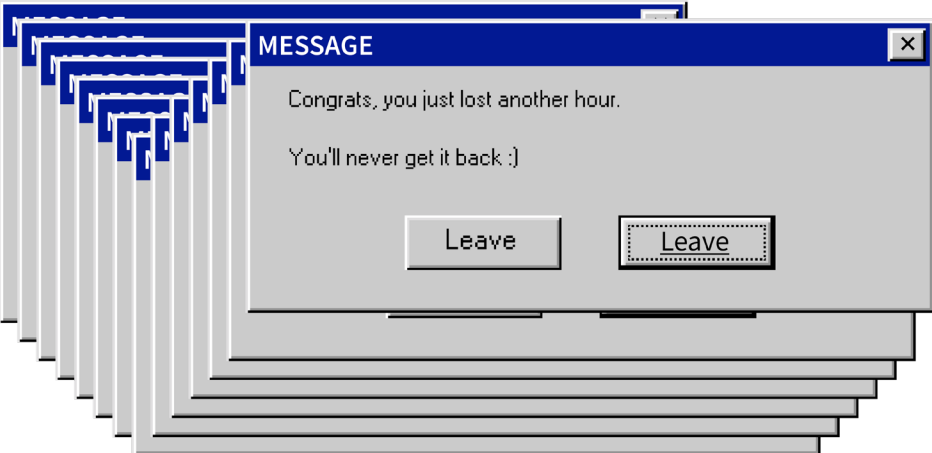 MESSAGE
Congrats, you just lost another hour.
You'll never get it back :)
Leave
Leave